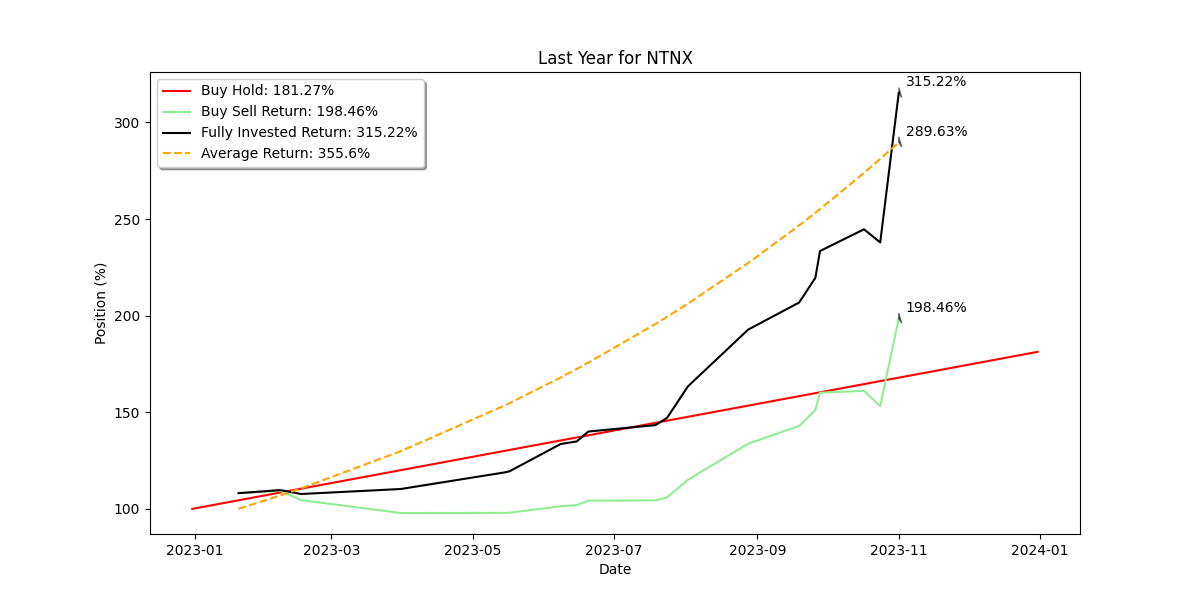 Last Year for NTNX
Buy Hold: 181.27%
Buy Sell Return: 198.46%
Fully Invested Return: 315.22%
Average Return: 355.6%
315.22%
289.63%
198.46%
Position (%)
300
250
200
150
100
2023-01
2023-03
2023-05
2023-07
2023-09
2023-11
2024-01
Date